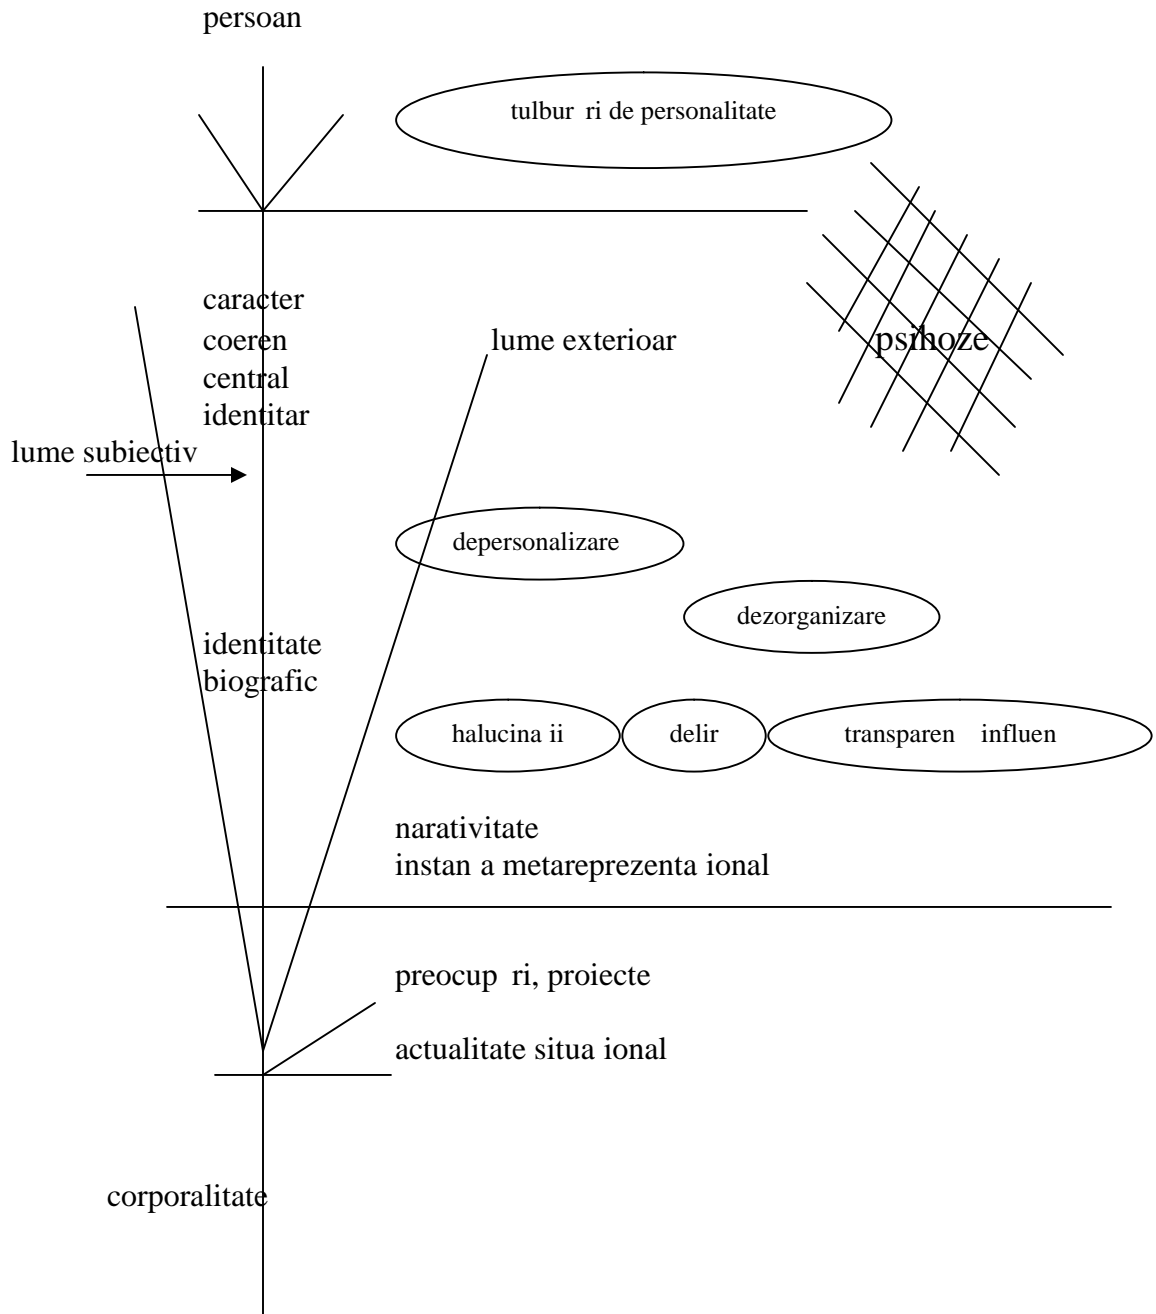 persoan
tulbur ri de personalitate
caracter
coeren
central
identitar
lume exterioar
psihoze
lume subiectiv
depersonalizare
dezorganizare
identitate
biografic
halucina ii
delir
transparen influen
narativitate
instan a metareprezenta ional
preocup ri, proiecte
actualitate situa ional
corporalitate